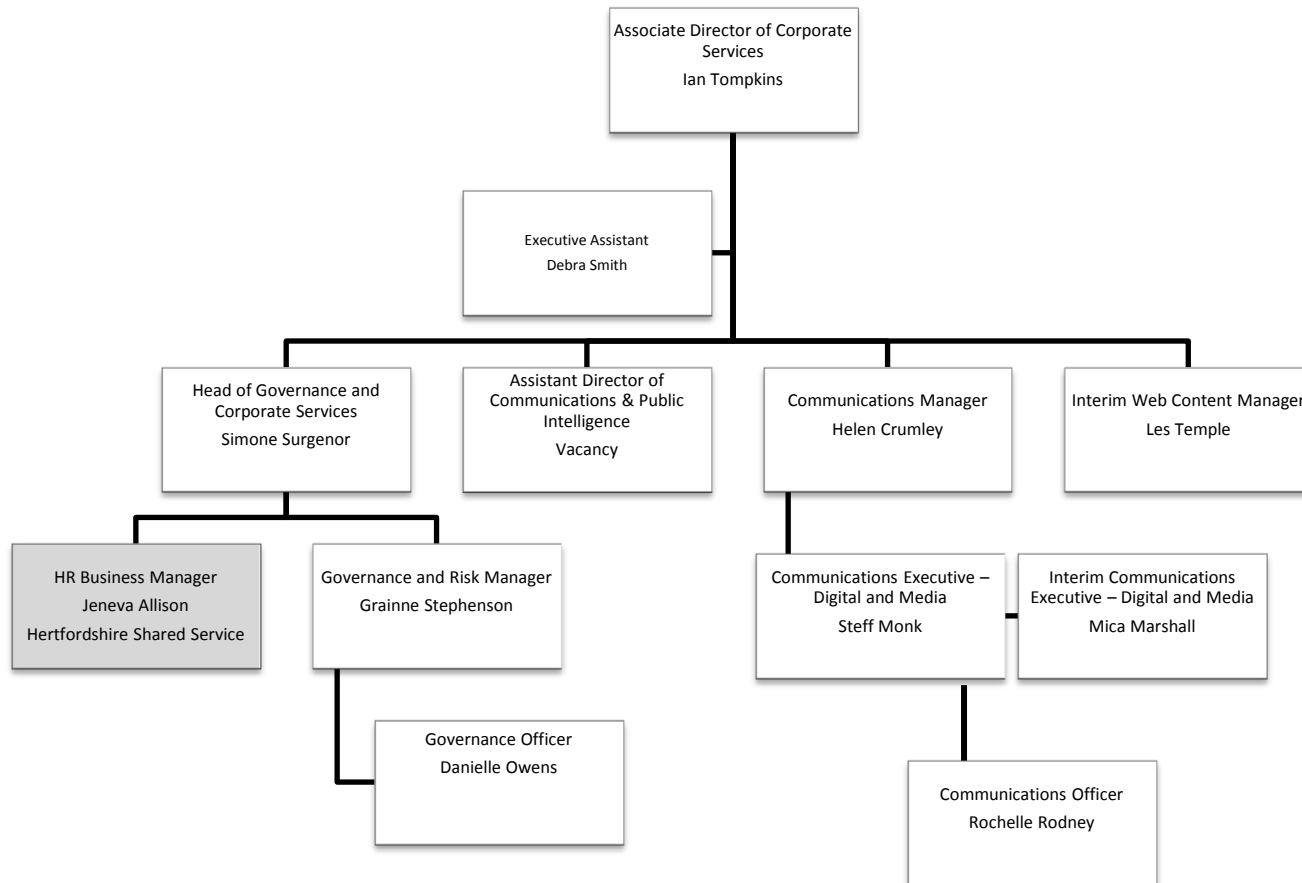 Associate Director of Corporate
Services
Ian Tompkins
Executive Assistant
Debra Smith
Head of Governance and
Corporate Services
Simone Surgenor
Assistant Director of
Communications & Public
Intelligence
Vacancy
Communications Manager
Helen Crumley
Interim Web Content Manager
Les Temple
HR Business Manager
Jeneva Allison
Hertfordshire Shared Service
Governance and Risk Manager
Grainne Stephenson
Communications Executive –
Digital and Media
Steff Monk
Interim Communications
Executive – Digital and Media
Mica Marshall
Governance Officer
Danielle Owens
Communications Officer
Rochelle Rodney